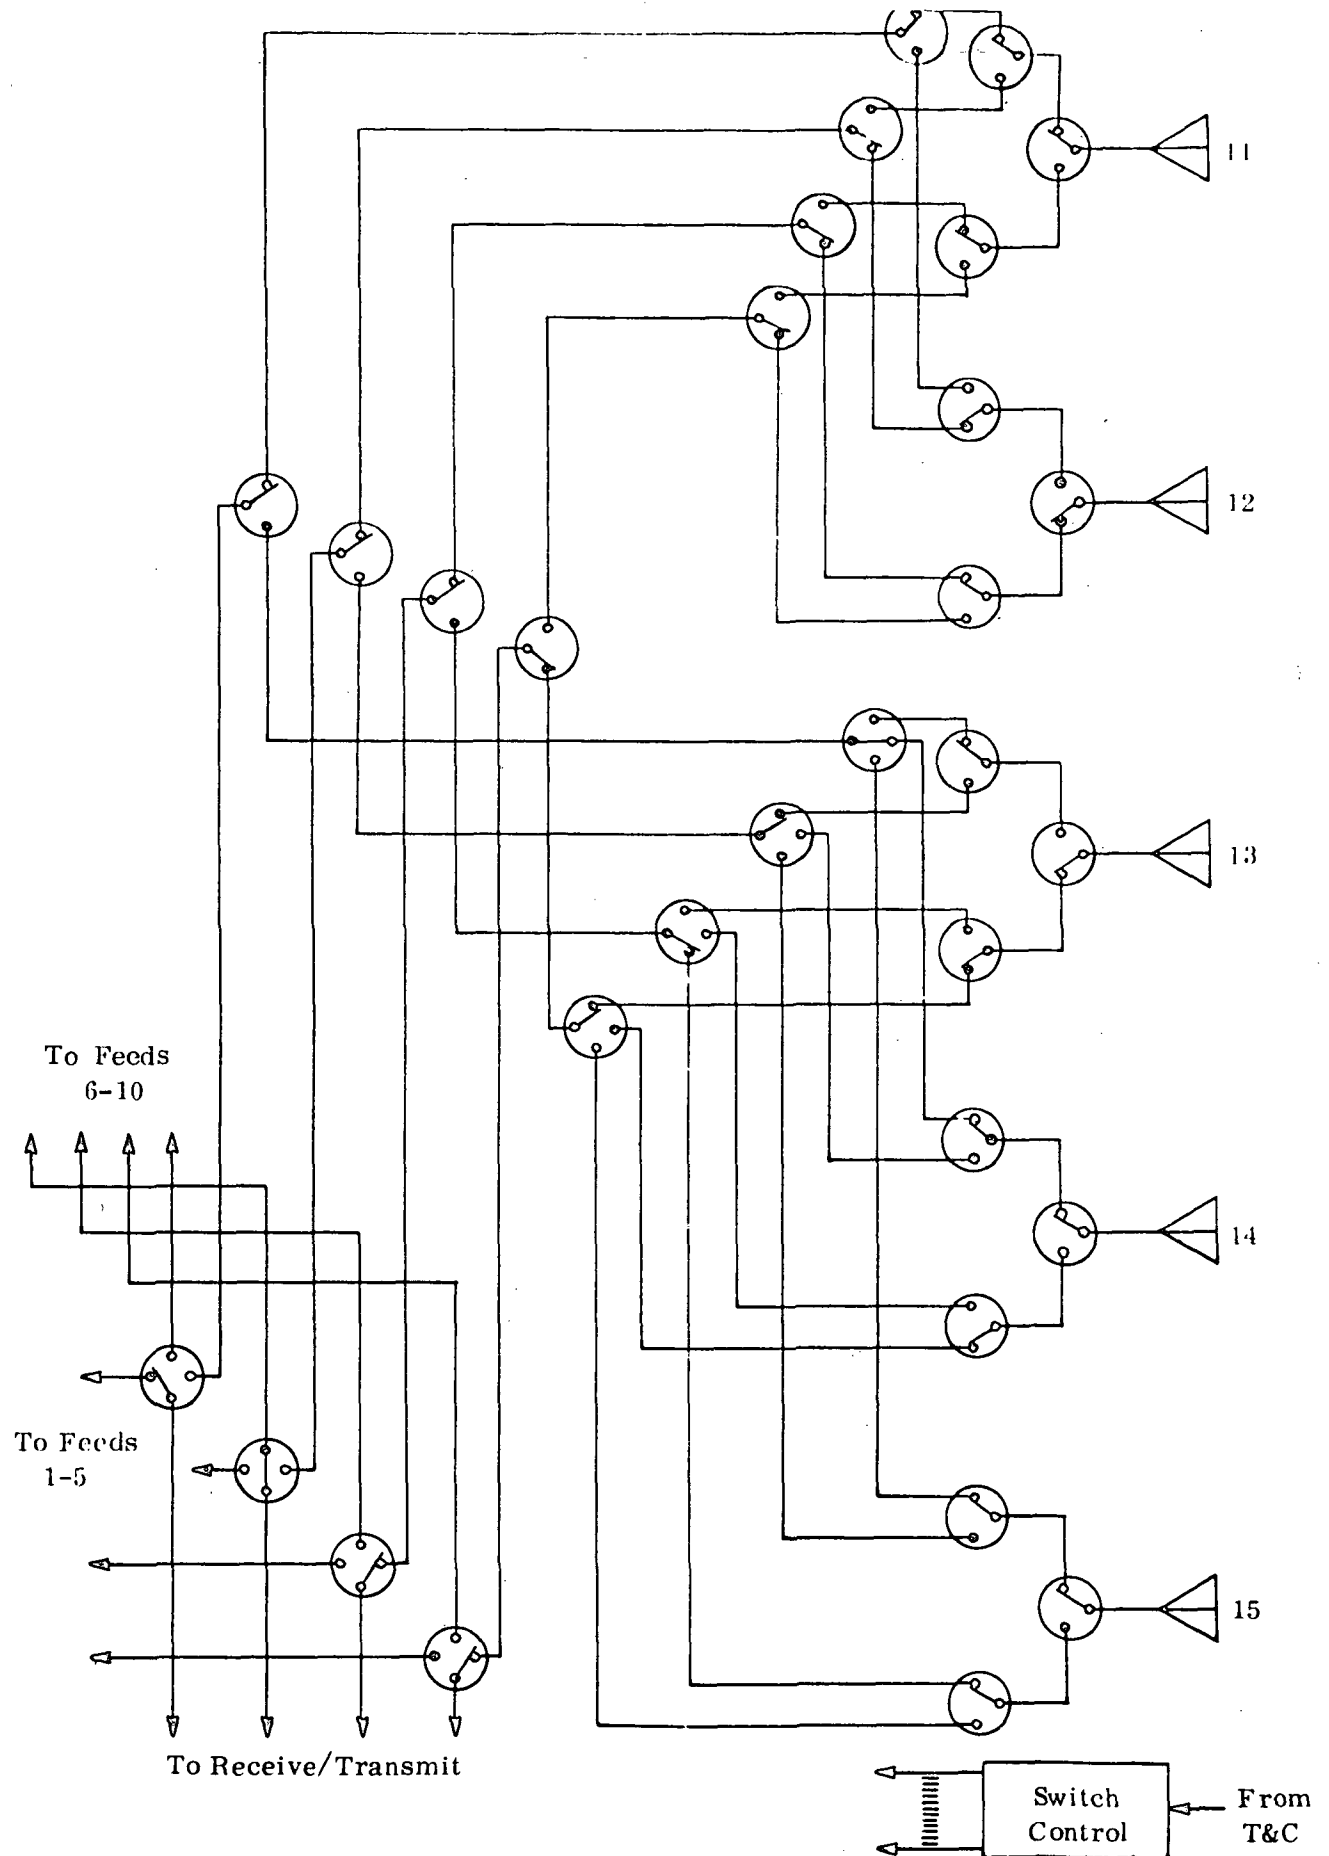 11
12
13
To Feeds
6-10
14
To Feeds
1-5
15
To Receive/Transmit
Switch
Control
From
T&C